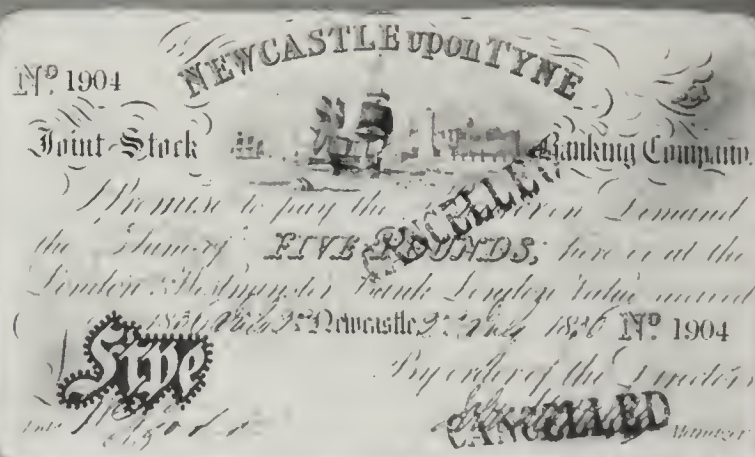 NEWCASTLE upon TYNE
Nº. 1904
Joint-Stock Banking Company.
Promise to pay the on Demand
the Sum of FIVE POUNDS, here or at the
London & Westminster Bank London Value received
Newcastle 2 1836 Nº 1904
Five
By order of the Directors
CANCELLED
CANCELLED
Manager